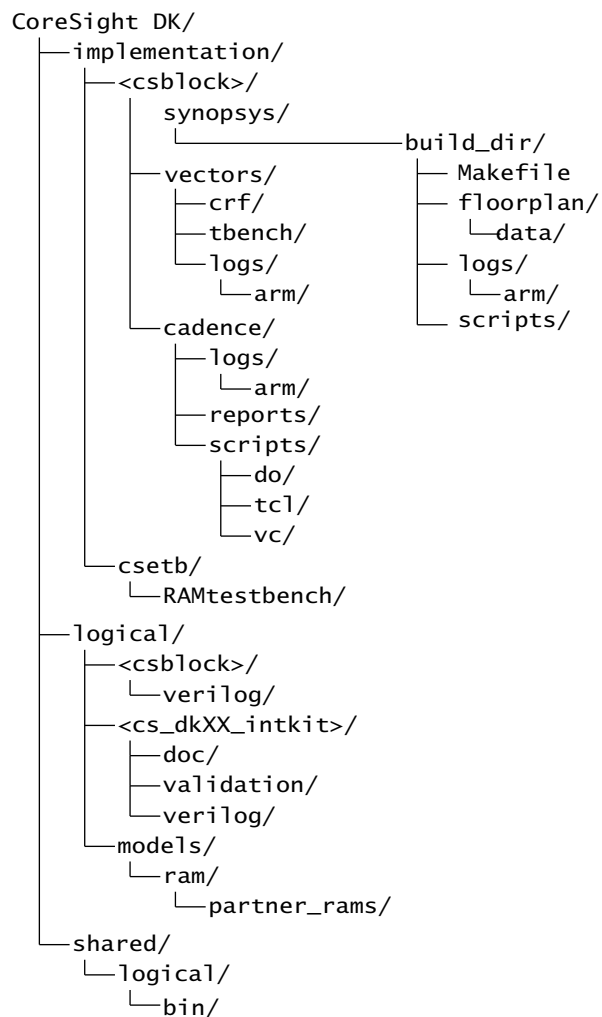 CoreSight DK/
implementation/
<csblock>/
synopsys/
build_dir/
Makefile
floorplan/
data/
logs/
arm/
scripts/
vectors/
crf/
tbench/
logs/
arm/
cadence/
logs/
arm/
reports/
scripts/
do/
tcl/
vc/
csetb/
RAMtestbench/
logical/
<csblock>/
verilog/
<cs_dkXX_intkit>/
doc/
validation/
verilog/
models/
ram/
partner_rams/
shared/
logical/
bin/